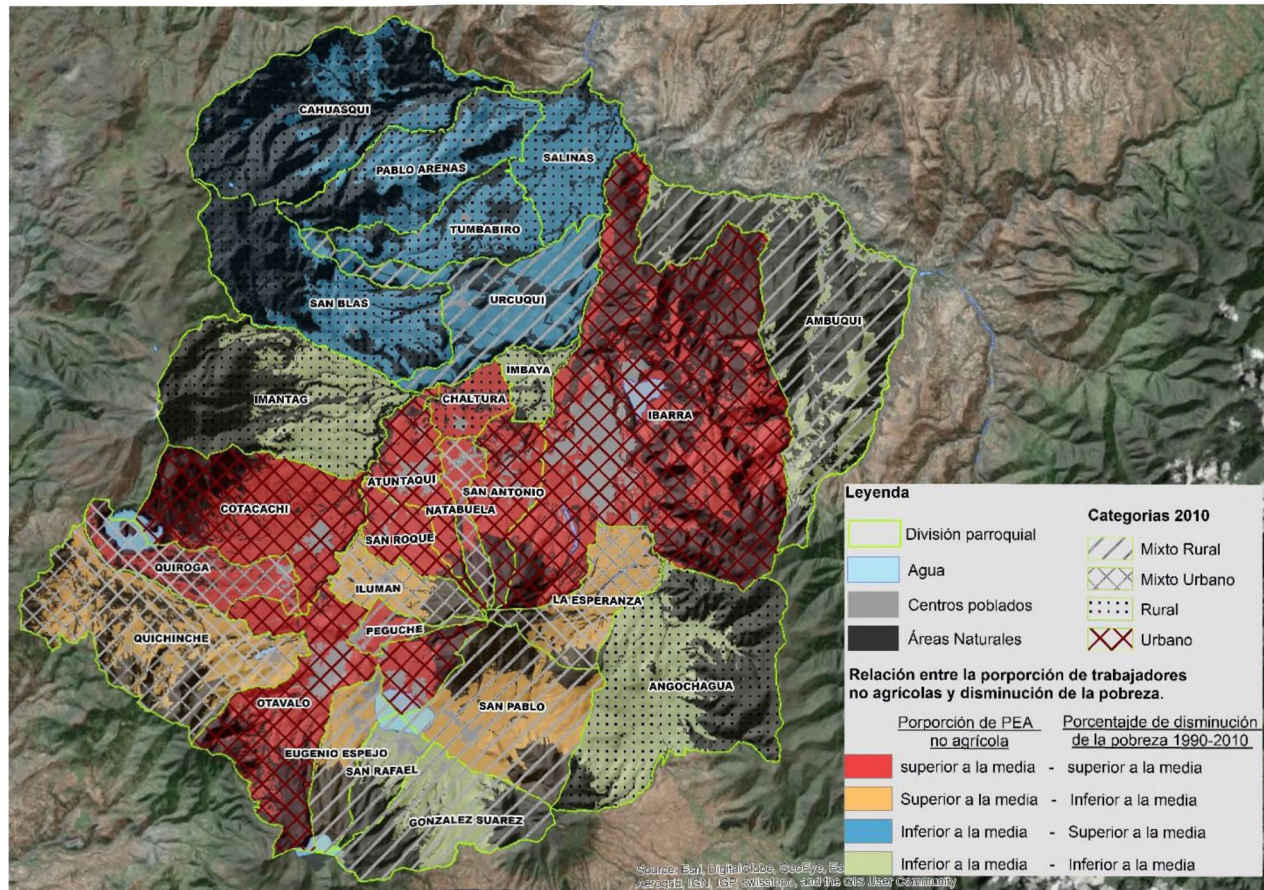 CAHUASQUI
PABLO ARENAS
SALINAS
TUMBABIRO
SAN BLAS
URCUQUI
AMBUQUI
IMBAYA
IMANTAG
CHALTURA
IBARRA
ATUNTAQUI
SAN ANTONIO
COTACACHI
NATABUELA
SAN ROQUE
QUIROGA
ILUMAN
LA ESPERANZA
PEGUCHE
QUICHINCHE
ANGOCHAGUA
OTAVALO
SAN PABLO
EUGENIO ESPEJO
SAN RAFAEL
GONZALEZ SUAREZ
Leyenda
División parroquial
Agua
Centros poblados
Áreas Naturales
Categorias 2010
Mixto Rural
Mixto Urbano
Rural
Urbano
Relación entre la porporción de trabajadores
no agrícolas y disminución de la pobreza.
Porporción de PEA
no agrícola
Porcentajde de disminución
de la pobreza 1990-2010
superior a la media - superior a la media
Superior a la media - Inferior a la media
Inferior a la media - Superior a la media
Inferior a la media - Inferior a la media
Source: Esri, DigitalGlobe, GeoEye, Ea
Aerogrid, IGN, IGP, swisstopo, and the GIS User Community